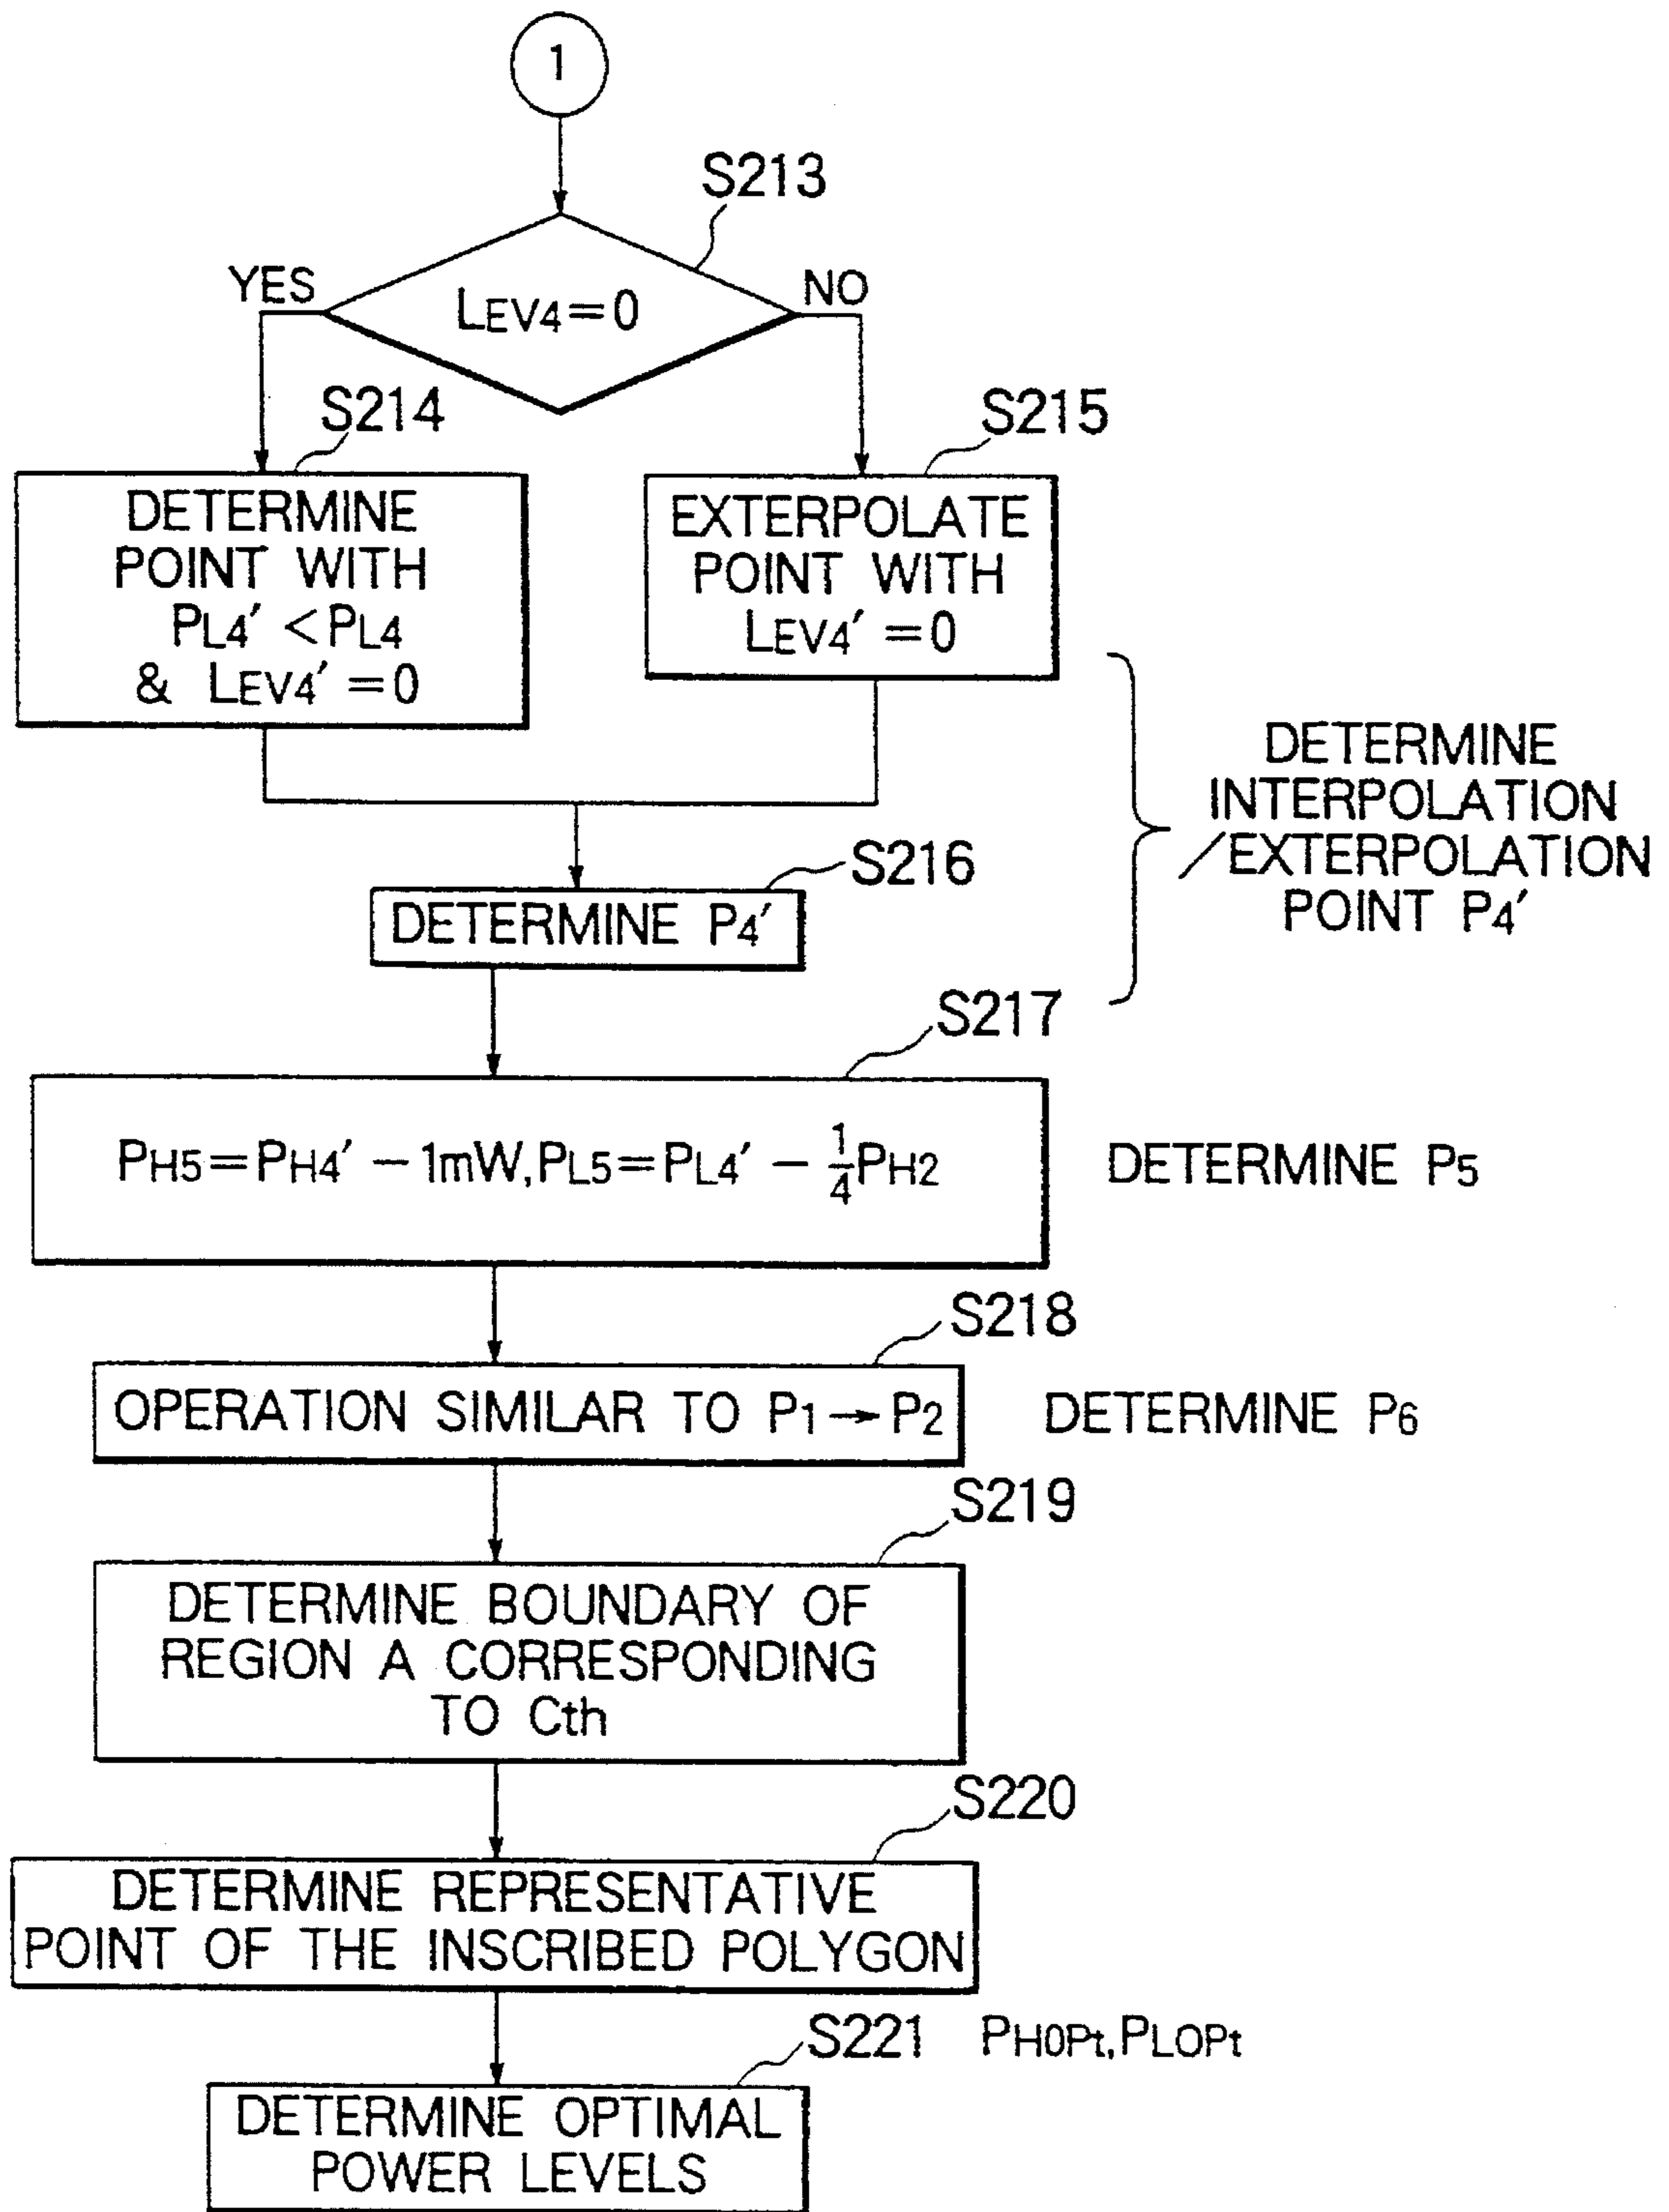 1
S213
YES
LEV4=0
NO
S214
S215
DETERMINE
POINT WITH
PL4' < PL4
& LEV4' = 0
EXTERPOLATE
POINT WITH
LEV4' = 0
DETERMINE
INTERPOLATION
/EXTERPOLATION
POINT P4'
S216
DETERMINE P4'
S217
PH5=PH4' - 1mW, PL5=PL4' - 1/4 PH2
DETERMINE P5
S218
OPERATION SIMILAR TO P1 → P2
DETERMINE P6
S219
DETERMINE BOUNDARY OF
REGION A CORRESPONDING
TO Cth
S220
DETERMINE REPRESENTATIVE
POINT OF THE INSCRIBED POLYGON
S221
PHOPt, PLOPt
DETERMINE OPTIMAL
POWER LEVELS